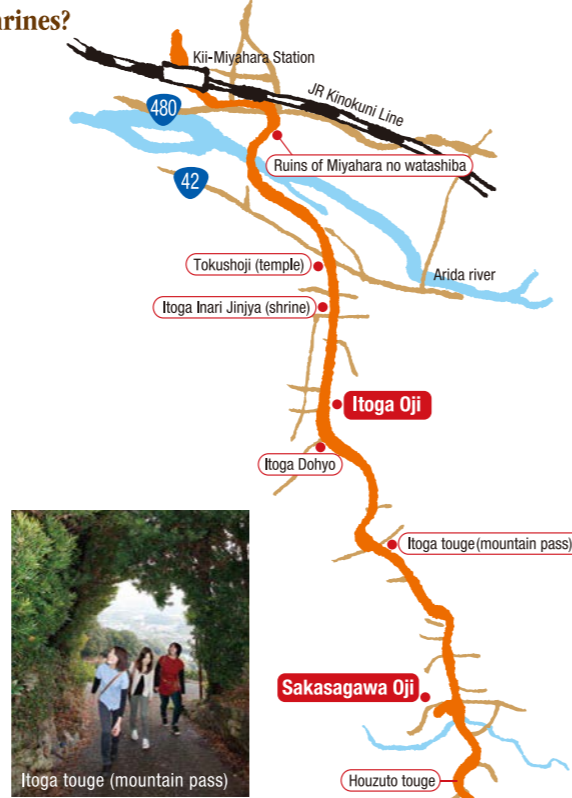 hrines?
Kii-Miyahara Station
JR Kinokuni Line
480
Ruins of Miyahara no watashiba
42
Tokushoji (temple)
Arida river
Itoga Inari Jinjya (shrine)
Itoga Oji
Itoga Dohyo
Itoga touge(mountain pass)
Sakasagawa Oji
Houzuto touge
Itoga touge (mountain pass)